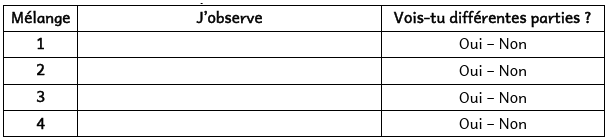 Mélange J'observe Vois-tu différentes parties ?
1 Oui – Non
2 Oui – Non
3 Oui – Non
4 Oui – Non